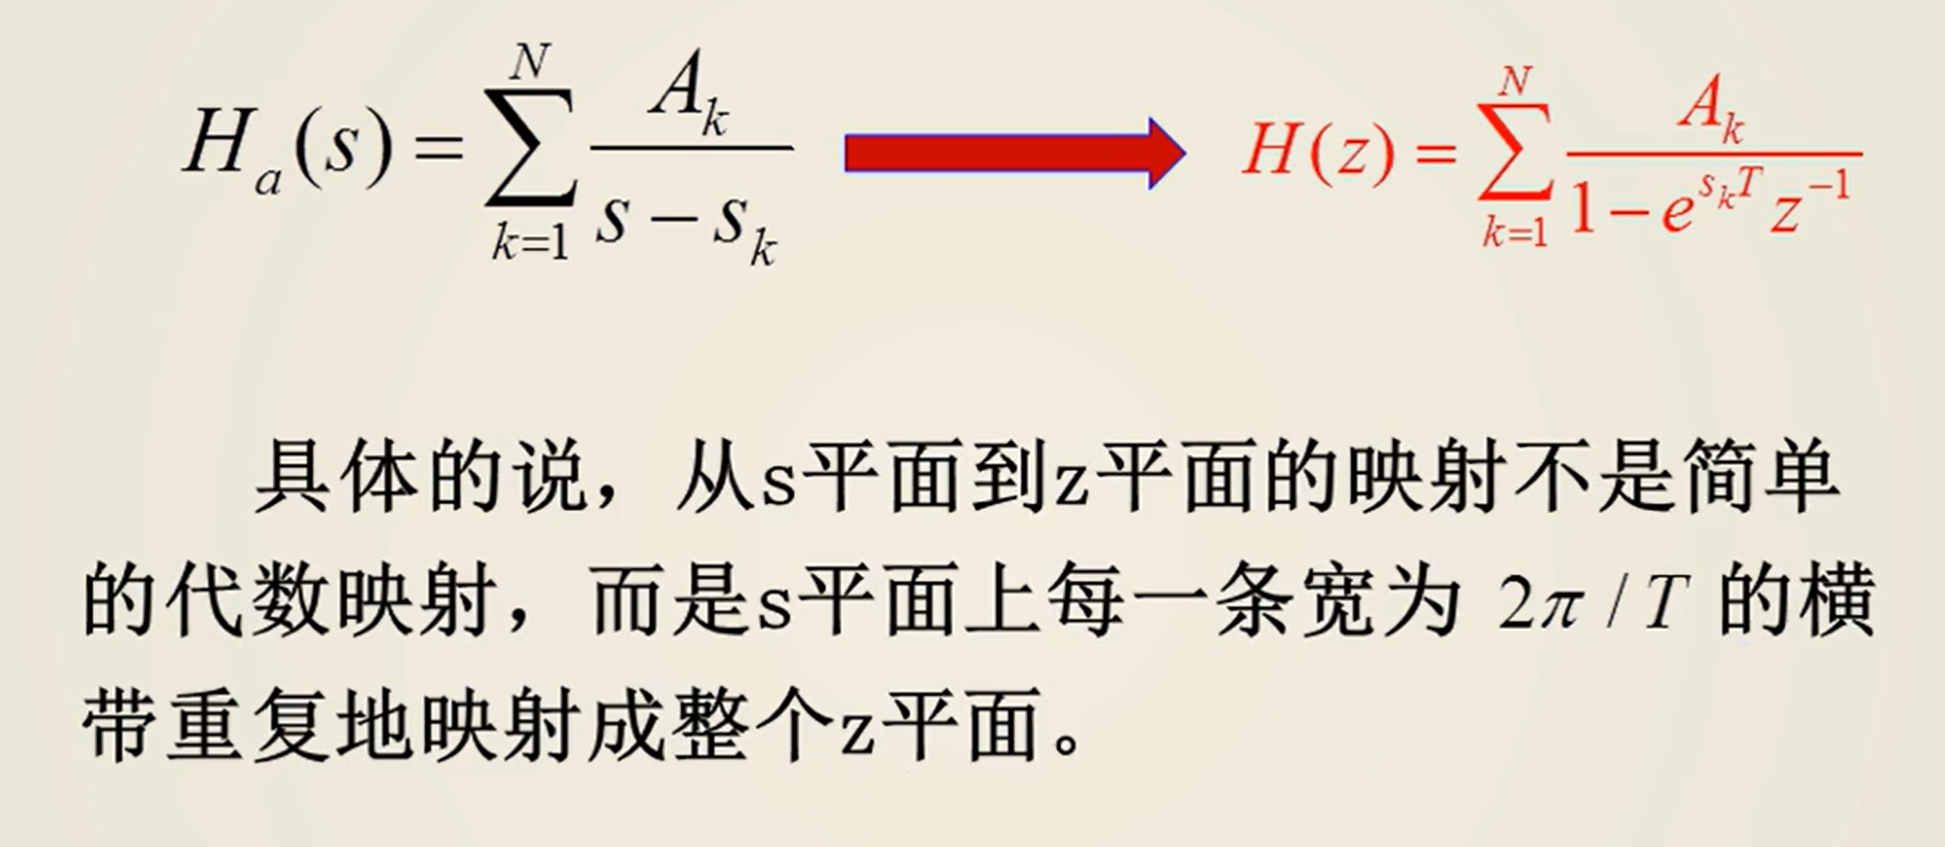 $H_a(s) = \sum_{k=1}^{N} \frac{A_k}{s - s_k}$ $H(z) = \sum_{k=1}^{N} \frac{A_k}{1 - e^{s_k T} z^{-1}}$
具体的说，从s平面到z平面的映射不是简单
的代数映射，而是s平面上每一条宽为 2π / T 的横
带重复地映射成整个z平面。